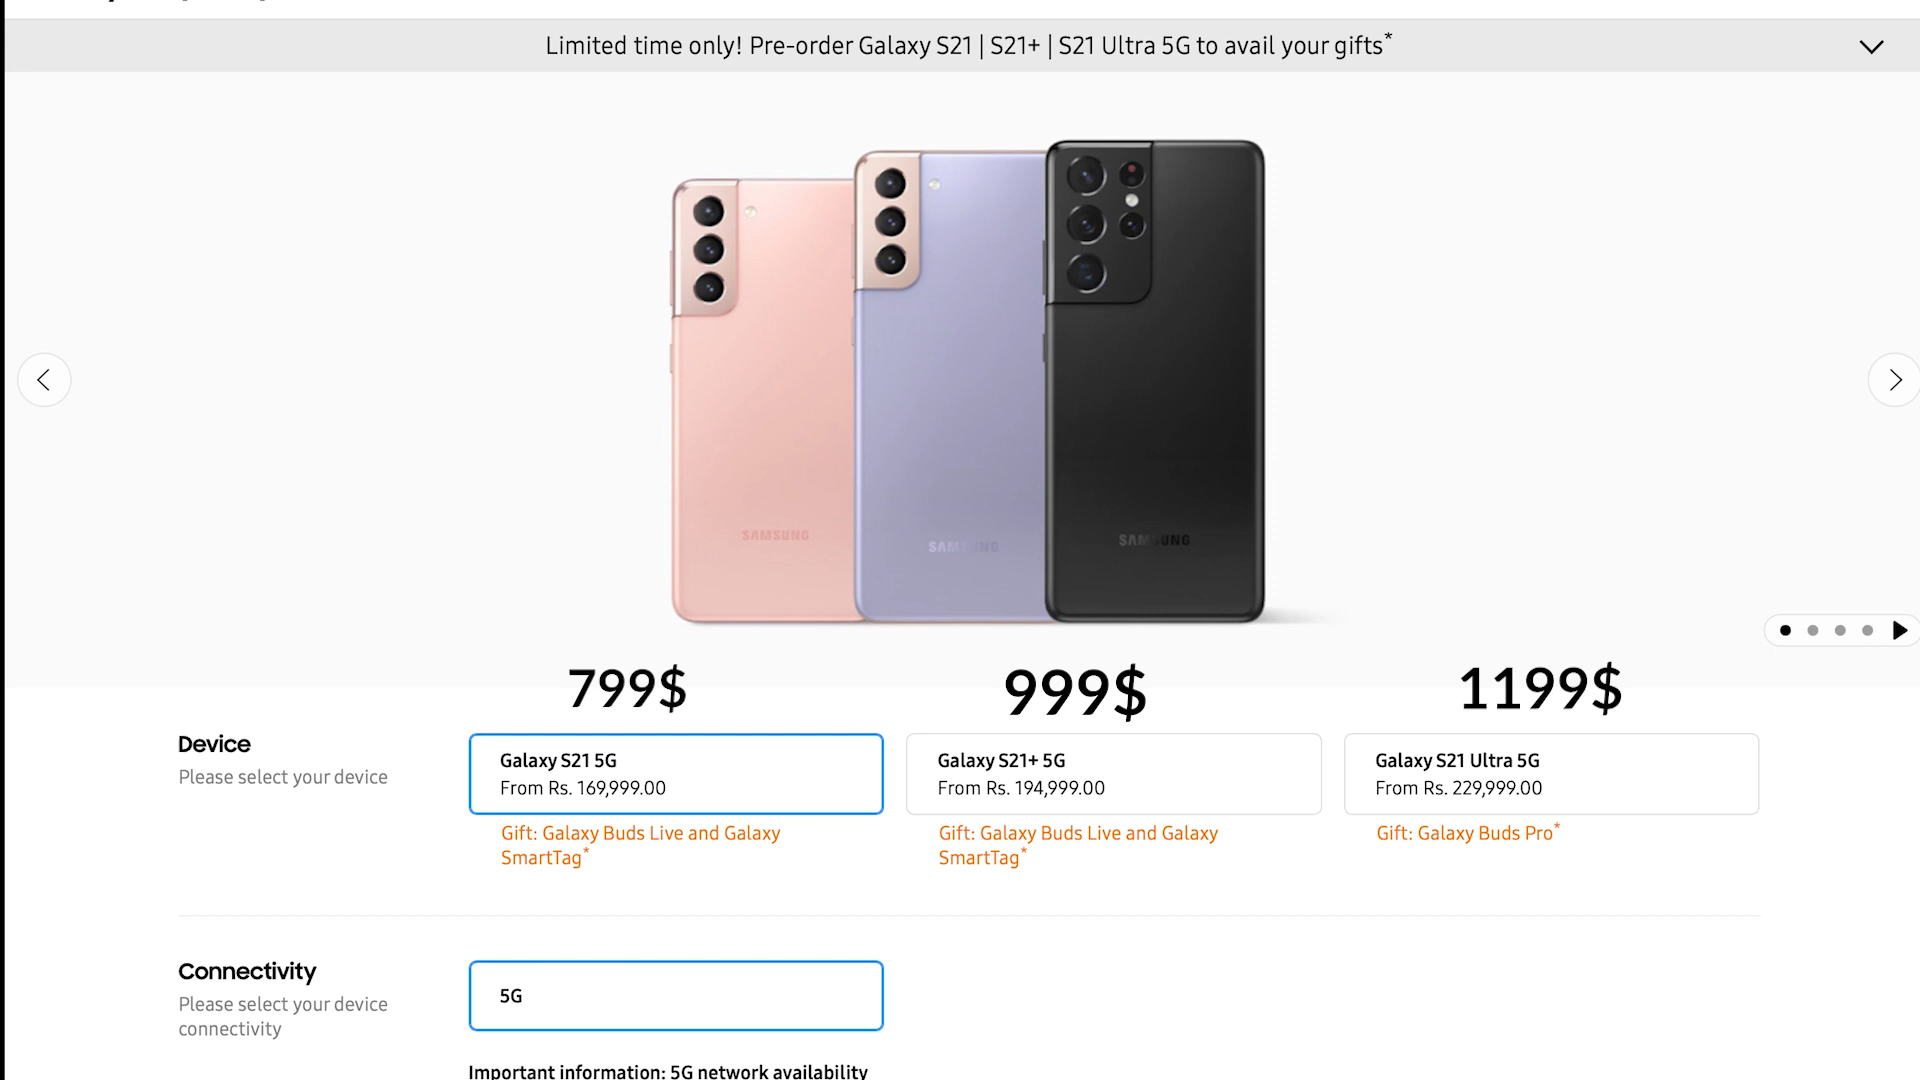 Limited time only! Pre-order Galaxy S21 | S21+ | S21 Ultra 5G to avail your gifts*
SAMSUNG
SAMSUNG
SAMSUNG
799$
999$
1199$
Device
Please select your device
Galaxy S21 5G
From Rs. 169,999.00
Gift: Galaxy Buds Live and Galaxy
SmartTag*
Galaxy S21+ 5G
From Rs. 194,999.00
Gift: Galaxy Buds Live and Galaxy
SmartTag*
Galaxy S21 Ultra 5G
From Rs. 229,999.00
Gift: Galaxy Buds Pro*
Connectivity
Please select your device
connectivity
5G
Important information: 5G network availability